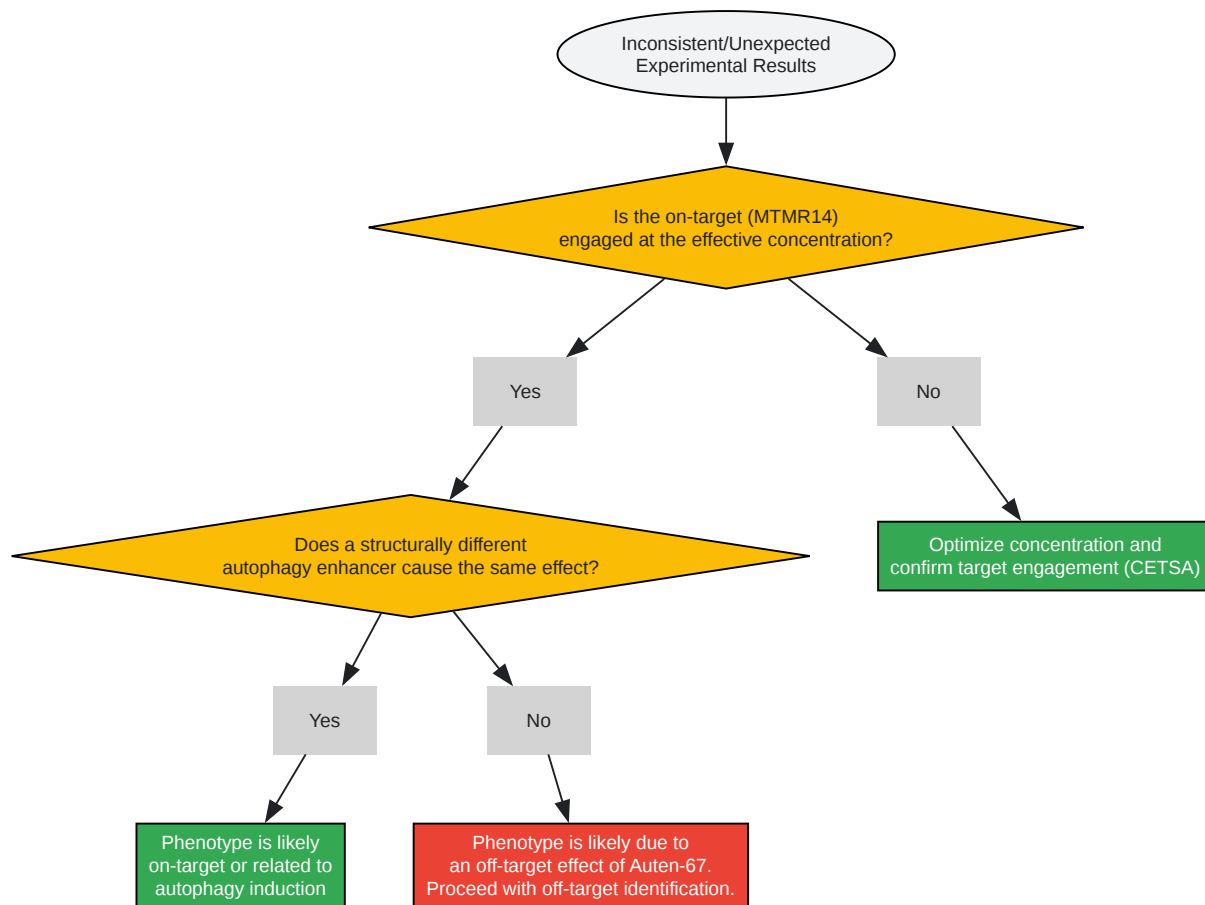 Inconsistent/Unexpected
Experimental Results
Is the on-target (MTMR14)
engaged at the effective concentration?
Yes
No
Does a structurally different
autophagy enhancer cause the same effect?
Optimize concentration and
confirm target engagement (CETSA)
Yes
No
Phenotype is likely
on-target or related to
autophagy induction
Phenotype is likely due to
an off-target effect of Auten-67.
Proceed with off-target identification.